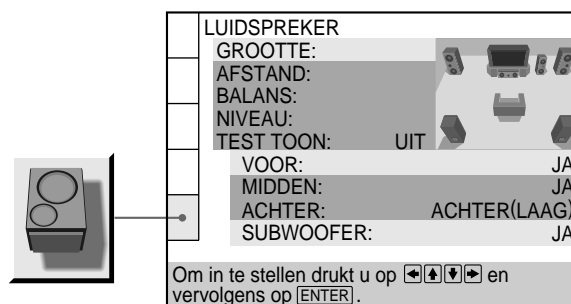 LUIDSPREKER
GROOTTE:
AFSTAND:
BALANS:
NIVEAU:
TEST TOON: UIT
VOOR: JA
MIDDEN: JA
ACHTER: ACHTER(LAAG)
SUBWOOFER: JA
Om in te stellen drukt u op ←↑↓→ en
vervolgens op ENTER.